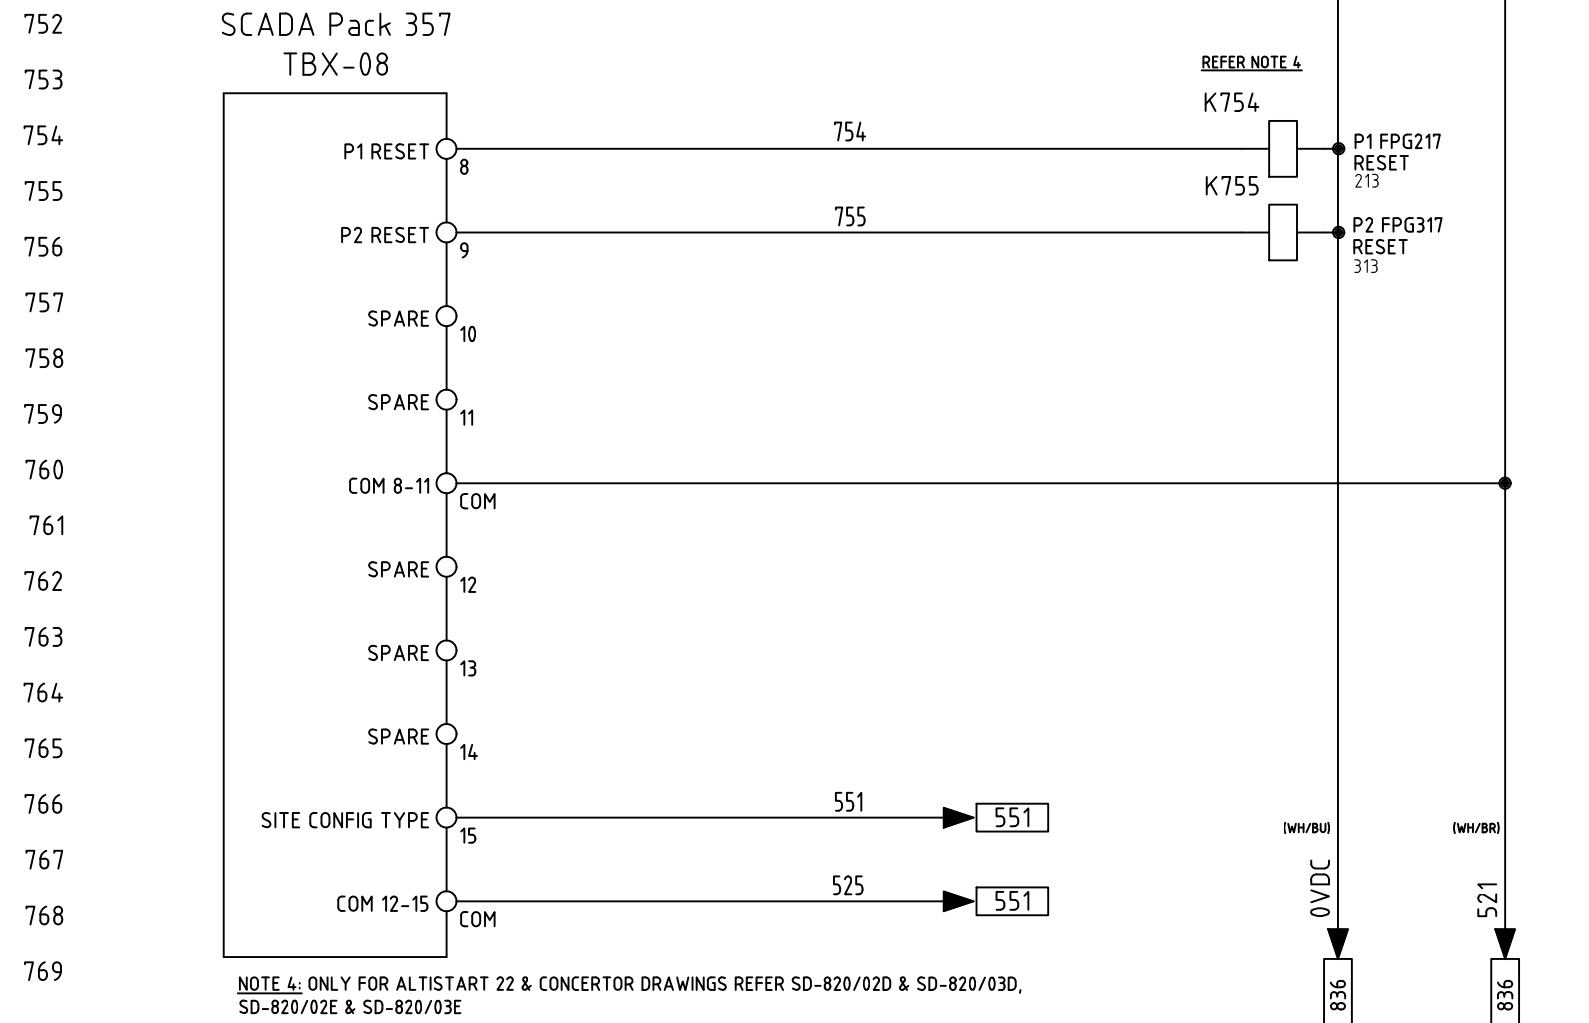 752
SCADA Pack 357
TBX-08
753
REFER NOTE 4
K754
754
P1 RESET
8
754
P1 FPG217
RESET
213
755
K755
755
P2 RESET
9
P2 FPG317
RESET
313
756
757
SPARE
10
758
759
SPARE
11
760
COM 8-11
COM
761
762
SPARE
12
763
SPARE
13
764
765
SPARE
14
766
551
551
SITE CONFIG TYPE
15
(WH/BU)
(WH/BR)
767
0VDC
521
525
551
768
COM 12-15
COM
769
NOTE 4: ONLY FOR ALTISTART 22 & CONCERTOR DRAWINGS REFER SD-820/02D & SD-820/03D,
SD-820/02E & SD-820/03E
836
836